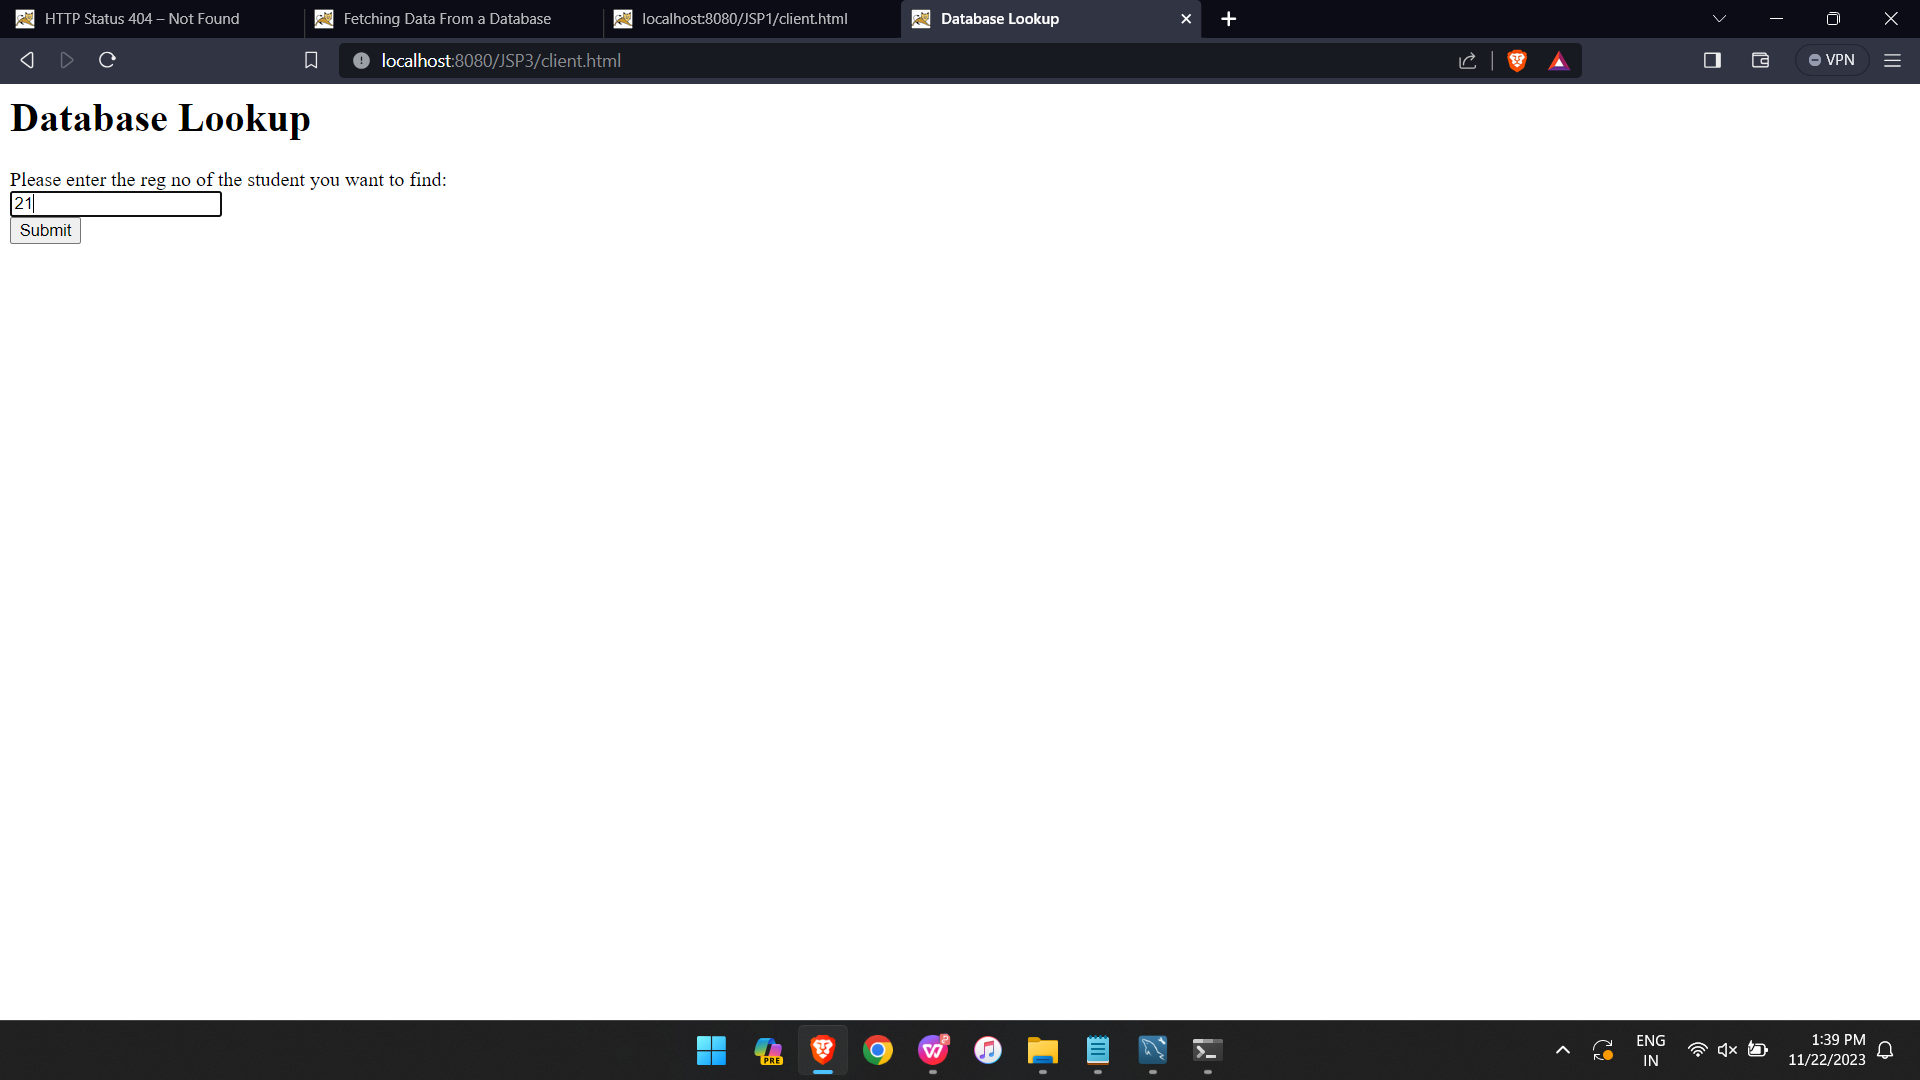 HTTP Status 404 – Not Found
Fetching Data From a Database
localhost:8080/JSP1/client.html
Database Lookup
localhost:8080/JSP3/client.html
VPN
Database Lookup
Please enter the reg no of the student you want to find:
21
Submit
PRE
ENG
IN
1:39 PM
11/22/2023